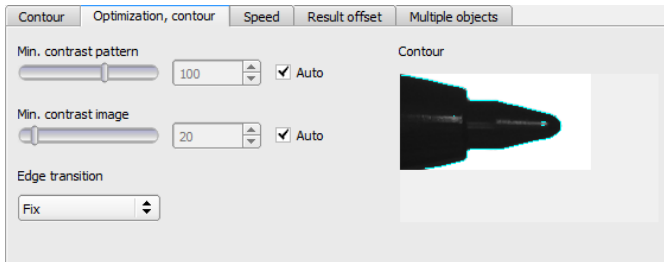 Contour Optimization, contour Speed Result offset Multiple objects
Min. contrast pattern Contour
100 Auto
Min. contrast image
20 Auto
Edge transition
Fix